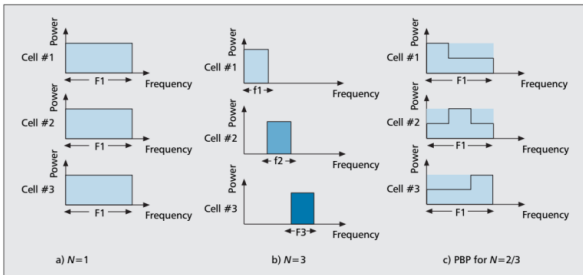 Power
Cell #1
F1
Frequency
Power
Cell #2
F1
Frequency
Power
Cell #3
F1
Frequency
a) N=1
Power
Cell #1
f1
Frequency
Power
Cell #2
f2
Frequency
Power
Cell #3
F3
Frequency
b) N=3
Power
Cell #1
F1
Frequency
Power
Cell #2
F1
Frequency
Power
Cell #3
F1
Frequency
c) PBP for N=2/3